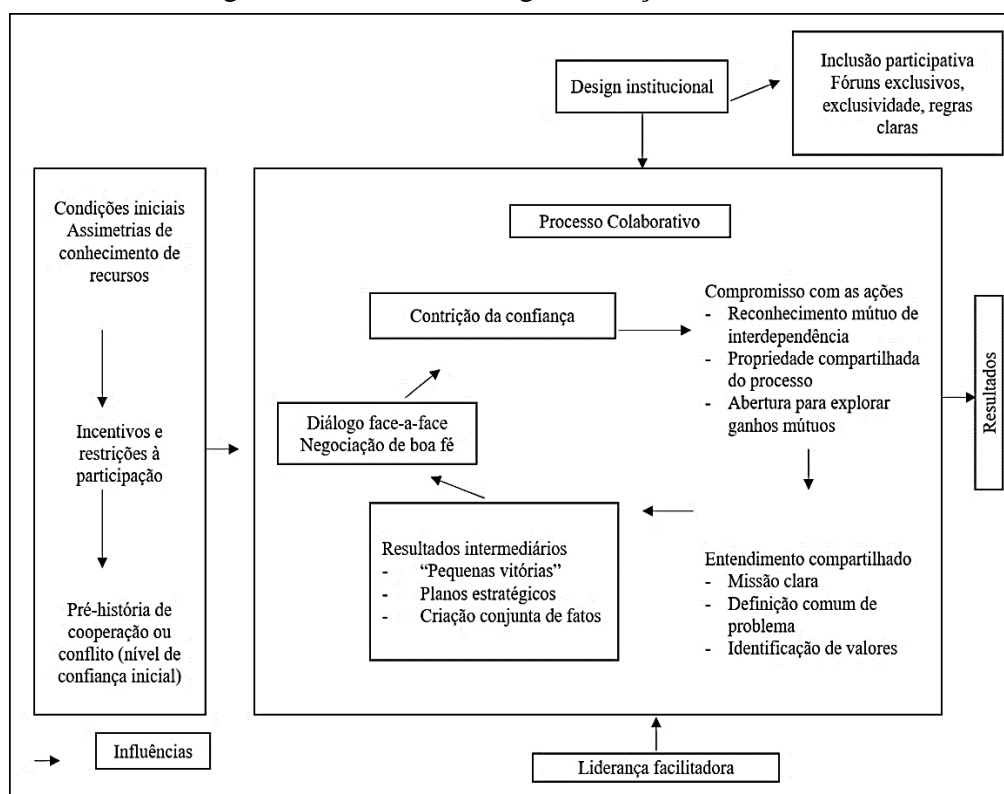 Design institucional
Inclusão participativa
Fóruns exclusivos,
exclusividade, regras
claras
Condições iniciais
Assimetrias de
conhecimento de
recursos
Incentivos e
restrições à
participação
Pré-história de
cooperação ou
conflito (nível de
confiança inicial)
Processo Colaborativo
Contrição da confiança
Compromisso com as ações
- Reconhecimento mútuo de
interdependência
- Propriedade compartilhada
do processo
- Abertura para explorar
ganhos mútuos
Diálogo face-a-face
Negociação de boa fé
Resultados intermediários
- “Pequenas vitórias”
- Planos estratégicos
- Criação conjunta de fatos
Entendimento compartilhado
- Missão clara
- Definição comum de
problema
- Identificação de valores
Resultados
Influências
Liderança facilitadora